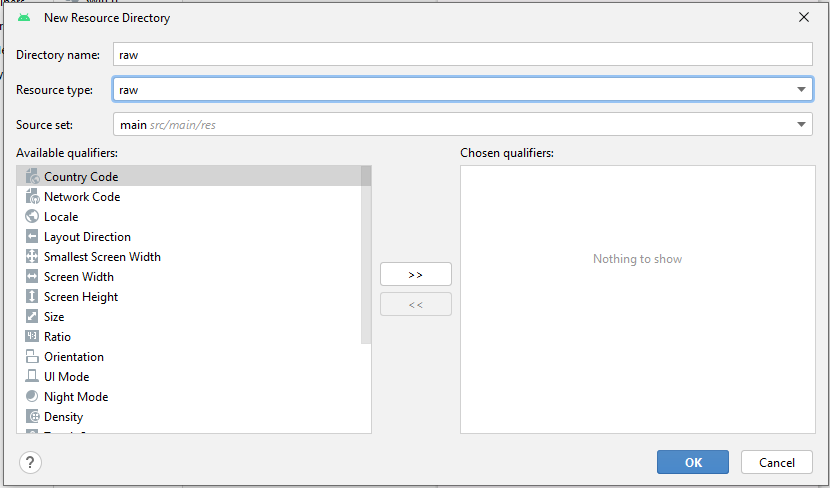 New Resource Directory
Directory name: raw
Resource type: raw
Source set: main src/main/res
Available qualifiers:
Chosen qualifiers:
Country Code
Network Code
Locale
Layout Direction
Smallest Screen Width
Screen Width
Screen Height
Size
Ratio
Orientation
UI Mode
Night Mode
Density
>>
<<
Nothing to show
?
OK
Cancel